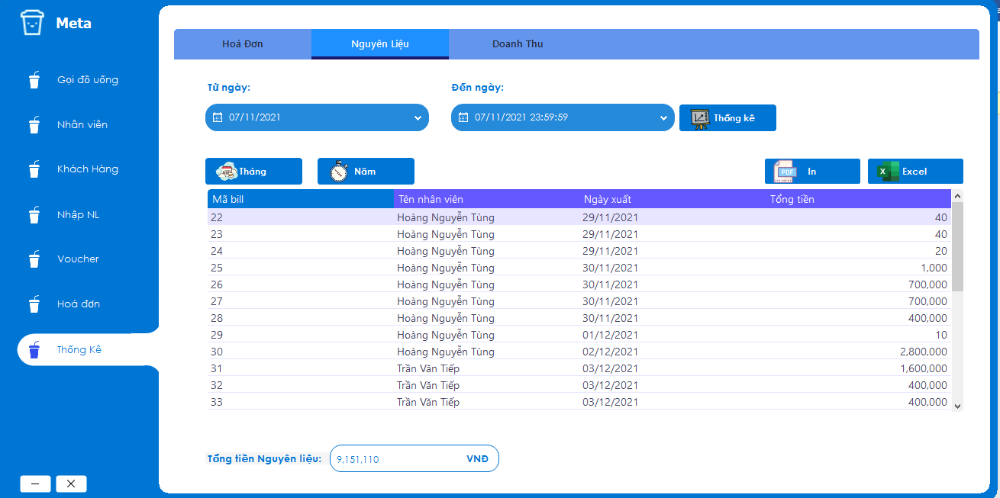 Meta
Gọi đồ uống
Nhân viên
Khách Hàng
Nhập NL
Voucher
Hoá đơn
Thống Kê
Hoá Đơn Nguyên Liệu Doanh Thu
Từ ngày: Đến ngày:
07/11/2021 07/11/2021 23:59:59 Thống kê
Tháng Năm PDF In X Excel
Mã bill Tên nhân viên Ngày xuất Tổng tiền
22 Hoàng Nguyễn Tùng 29/11/2021 40
23 Hoàng Nguyễn Tùng 29/11/2021 40
24 Hoàng Nguyễn Tùng 29/11/2021 20
25 Hoàng Nguyễn Tùng 30/11/2021 1,000
26 Hoàng Nguyễn Tùng 30/11/2021 700,000
27 Hoàng Nguyễn Tùng 30/11/2021 700,000
28 Hoàng Nguyễn Tùng 30/11/2021 400,000
29 Hoàng Nguyễn Tùng 01/12/2021 10
30 Hoàng Nguyễn Tùng 02/12/2021 2,800,000
31 Trần Văn Tiếp 03/12/2021 1,600,000
32 Trần Văn Tiếp 03/12/2021 400,000
33 Trần Văn Tiếp 03/12/2021 400,000
Tổng tiền Nguyên liệu: 9,151,110 VNĐ